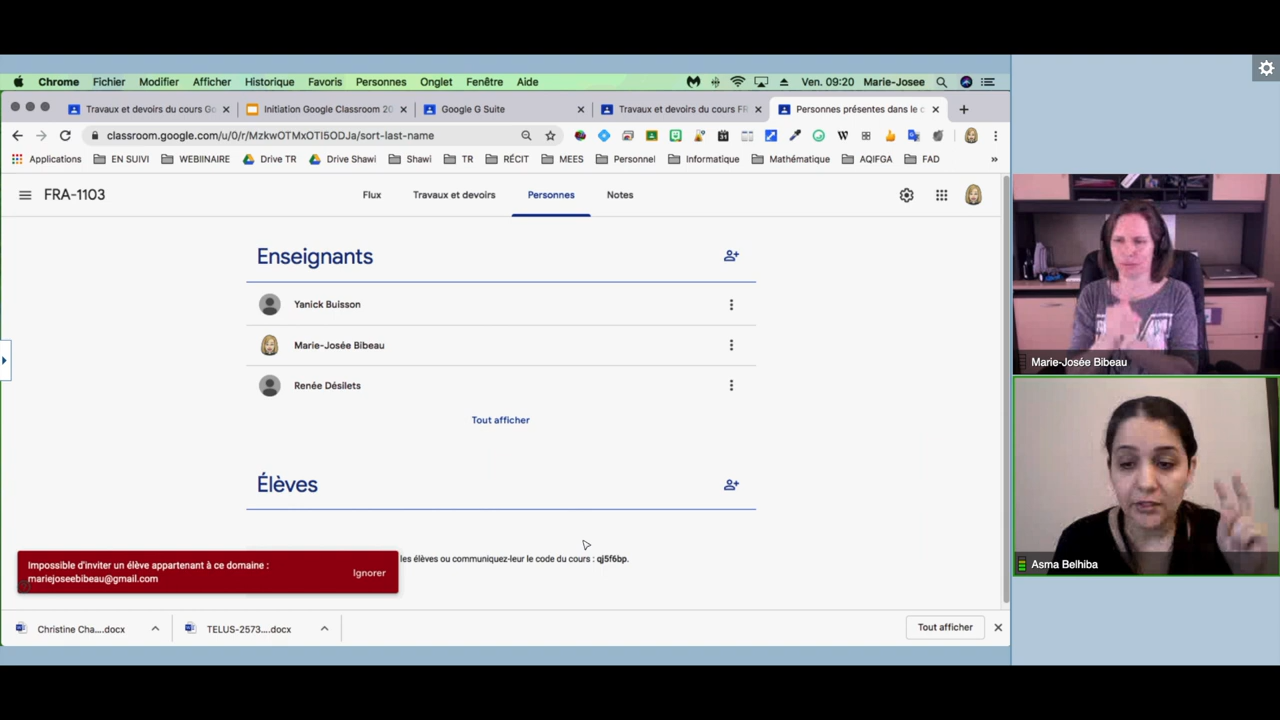 Chrome Fichier Modifier Afficher Historique Favoris Personnes Onglet Fenêtre Aide Ven. 09:20 Marie-Josee
Travaux et devoirs du cours Go Initiation Google Classroom 20 Google G Suite Travaux et devoirs du cours FR Personnes présentes dans le c
classroom.google.com/u/0/r/MzkwOTMxOTI5ODJa/sort-last-name
Applications EN SUIVI WEBIINAIRE Drive TR Drive Shawi Shawi TR RÉCIT MEES Personnel Informatique Mathématique AQIFGA FAD »
FRA-1103 Flux Travaux et devoirs Personnes Notes
Enseignants
Yanick Buisson
Marie-Josée Bibeau
Renée Désilets
Tout afficher
Élèves
les élèves ou communiquez-leur le code du cours : qj5f6bp.
Impossible d'invitier un élève appartenant à ce domaine :
mariejoseebibeau@gmail.com
Ignorer
Christine Cha....docx TELUS-2573....docx Tout afficher
Marie-Josée Bibeau
Asma Belhiba